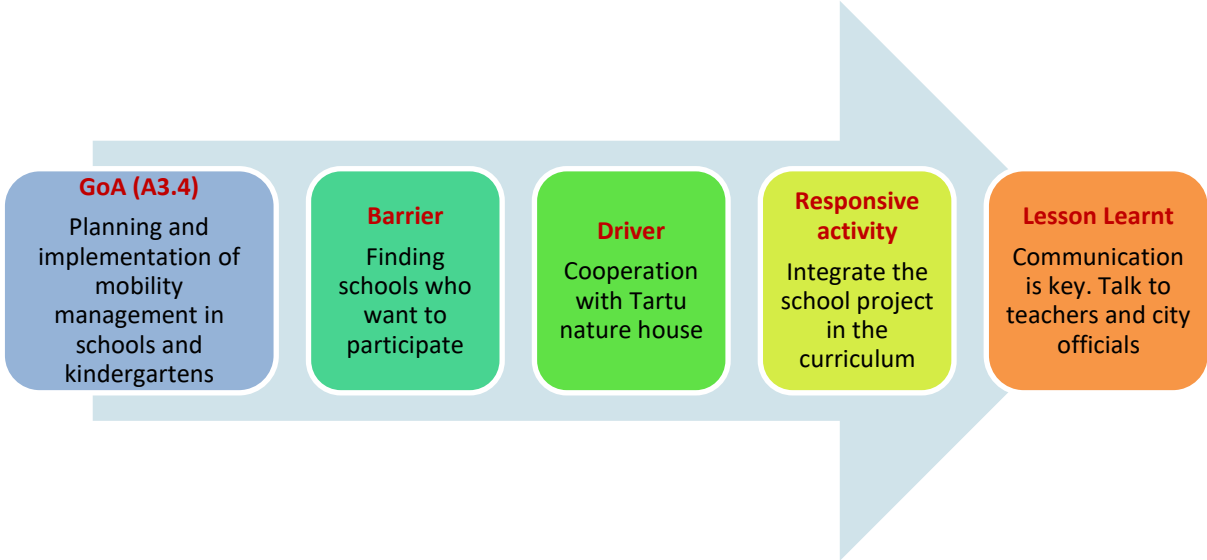 GoA (A3.4)
Planning and
implementation of
mobility
management in
schools and
kindergartens
Barrier
Finding
schools who
want to
participate
Driver
Cooperation
with Tartu
nature house
Responsive
activity
Integrate the
school project
in the
curriculum
Lesson Learnt
Communication
is key. Talk to
teachers and city
officials